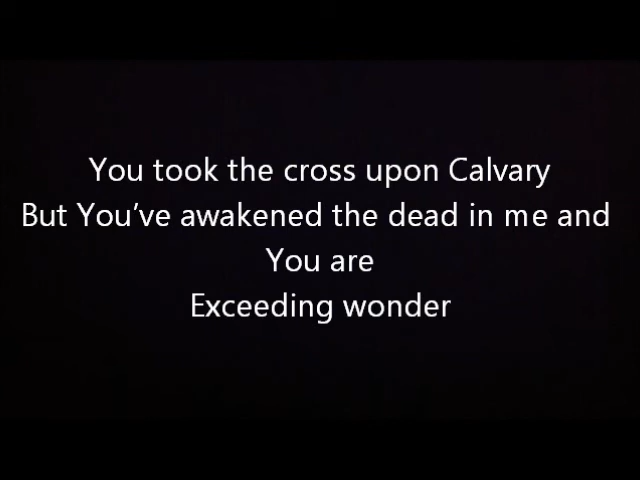 You took the cross upon Calvary
But You’ve awakened the dead in me and
You are
Exceeding wonder